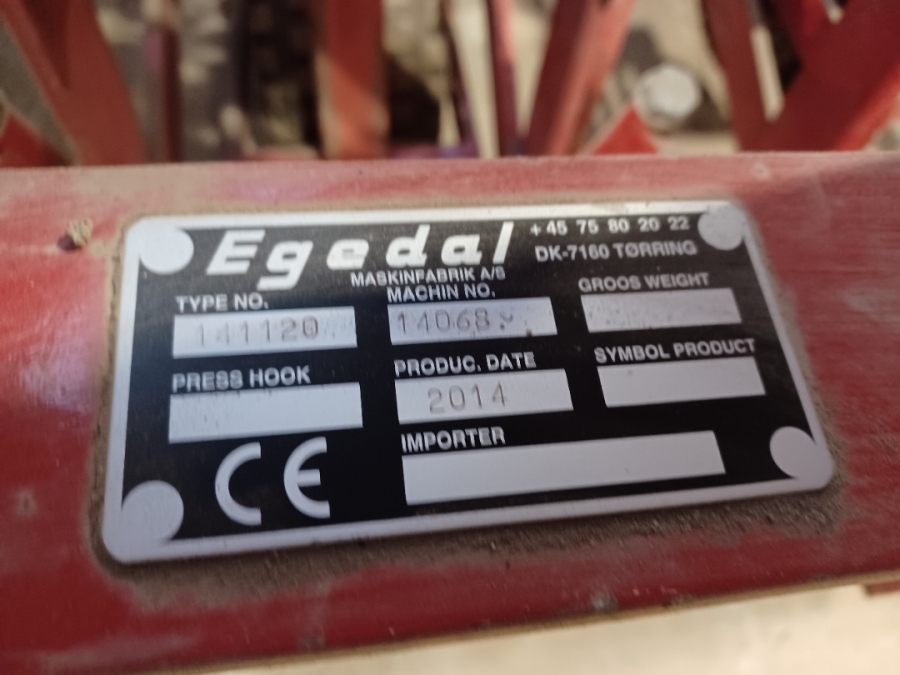 Egedal +45 75 80 20 22
MASKINFABRIK A/S DK-7160 TØRRING
TYPE NO. MACHIN NO. GROOS WEIGHT
141120 14068
PRESS HOOK PRODUC. DATE SYMBOL PRODUCT
2014
CE IMPORTER